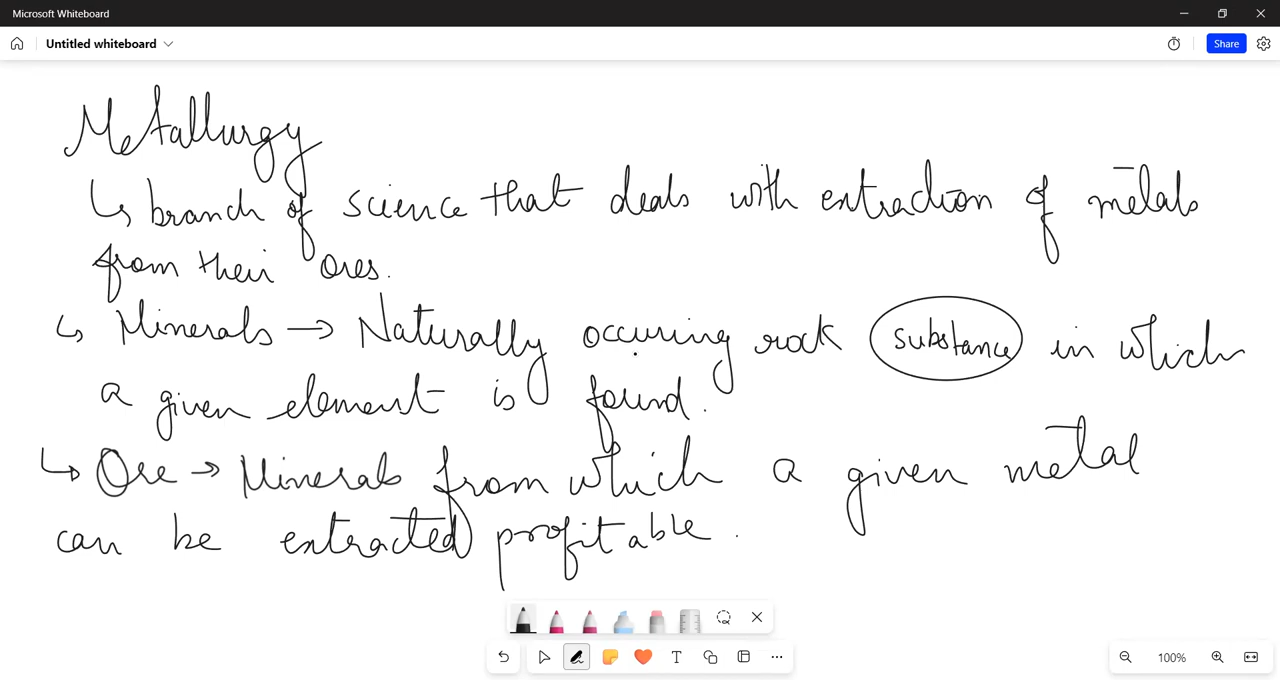 Microsoft Whiteboard
Untitled whiteboard
Share
Metallurgy
↳ branch of science that deals with extraction of metals
from their ores.
↳ Minerals → Naturally occuring rock substance in which
a given element is found.
↳ Ore → Minerals from which a given metal
can be extracted profitable.
100%